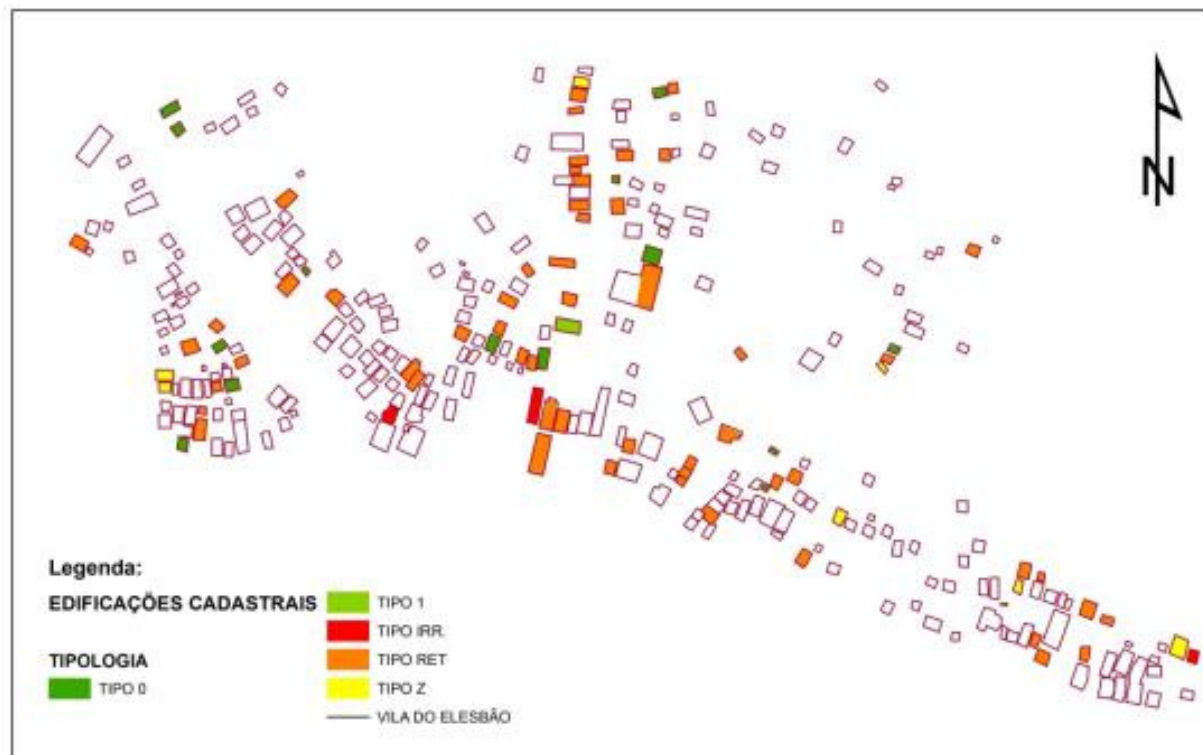 N
Legenda:
EDIFICAÇÕES CADASTRAIS
TIPOLOGIA
TIPO 0
TIPO 1
TIPO IRR.
TIPO RET
TIPO Z
VILA DO ELESBÃO